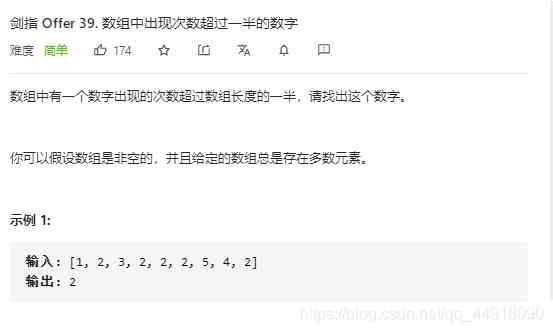 剑指 Offer 39. 数组中出现次数超过一半的数字
难度 简单 174
数组中有一个数字出现的次数超过数组长度的一半，请找出这个数字。
你可以假设数组是非空的，并且给定的数组总是存在多数元素。
示例 1:
输入: [1, 2, 3, 2, 2, 2, 5, 4, 2]
输出: 2
https://blog.csdn.net/qq_44918090